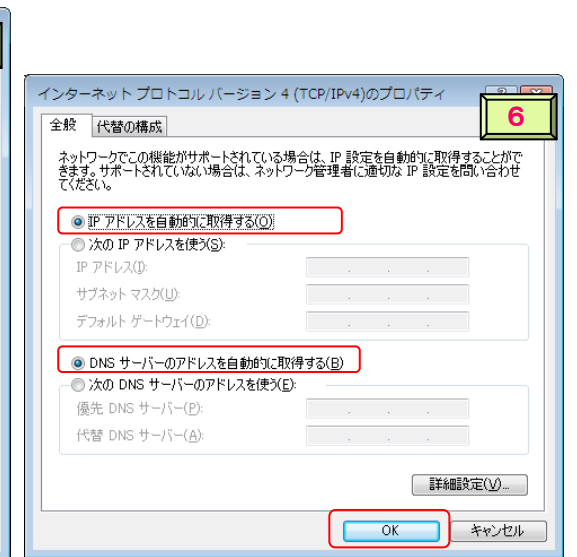 インターネット プロトコル バージョン 4 (TCP/IPv4)のプロパティ
6
全般
代替の構成
ネットワークでこの機能がサポートされている場合は、IP 設定を自動的に取得することがで
きます。サポートされていない場合は、ネットワーク管理者に適切な IP 設定を問い合わせ
てください。
IP アドレスを自動的に取得する(O)
次の IP アドレスを使う(S):
IP アドレス(I):
サブネット マスク(U):
デフォルト ゲートウェイ(D):
DNS サーバーのアドレスを自動的に取得する(B)
次の DNS サーバーのアドレスを使う(E):
優先 DNS サーバー(P):
代替 DNS サーバー(A):
詳細設定(V)...
OK
キャンセル